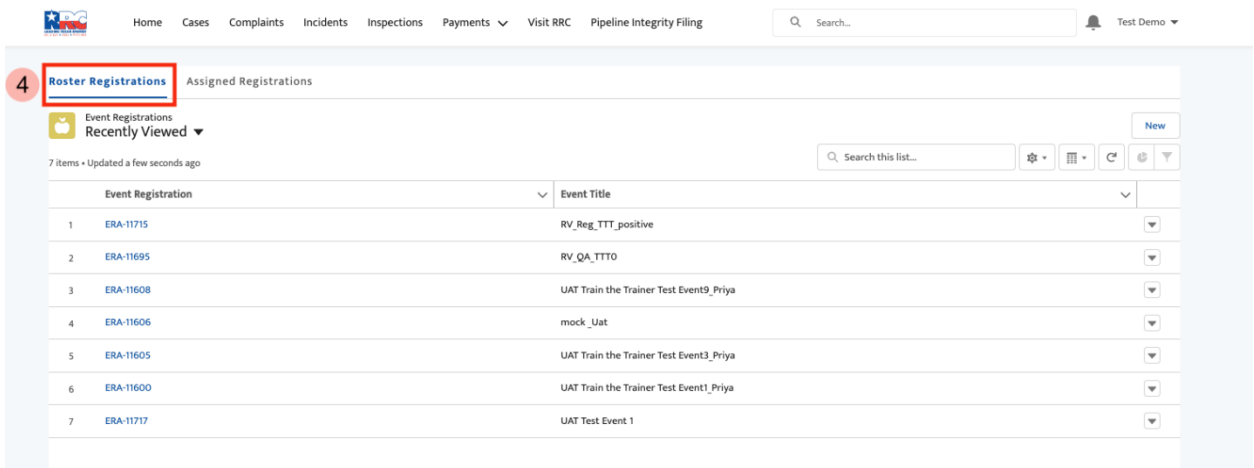 RRC
Home Cases Complaints Incidents Inspections Payments Visit RRC Pipeline Integrity Filing Search... Test Demo
4 Roster Registrations Assigned Registrations
Event Registrations
Recently Viewed
New
7 items • Updated a few seconds ago
Search this list...
Event Registration Event Title
1 ERA-11715 RV_Reg_TTT_positive
2 ERA-11695 RV_QA_TTT0
3 ERA-11608 UAT Train the Trainer Test Event9_Priya
4 ERA-11606 mock _Uat
5 ERA-11605 UAT Train the Trainer Test Event3_Priya
6 ERA-11600 UAT Train the Trainer Test Event1_Priya
7 ERA-11717 UAT Test Event 1